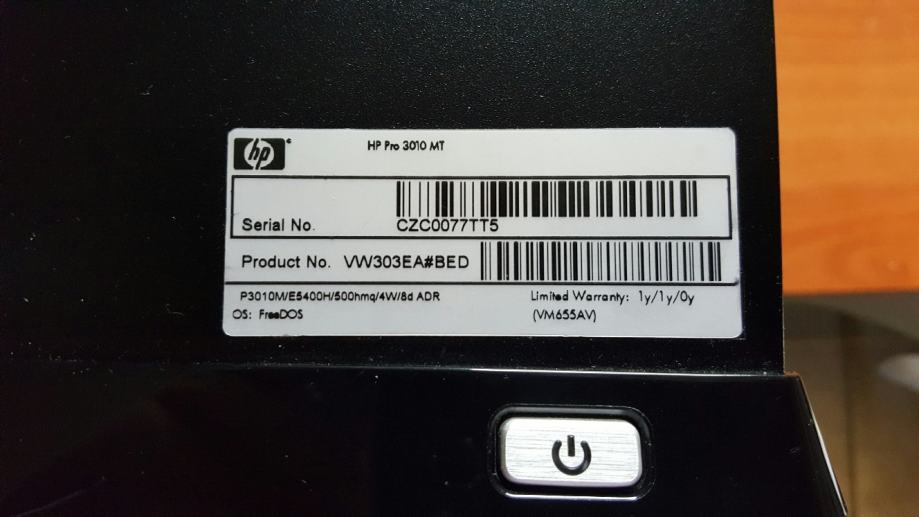 hp
HP Pro 3010 MT
Serial No. CZC0077TT5
Product No. VW303EA#BED
P3010M/E5400H/500hmq/4W/8d ADR
Limited Warranty: 1y/1y/0y
OS: FreeDOS
(VM655AV)